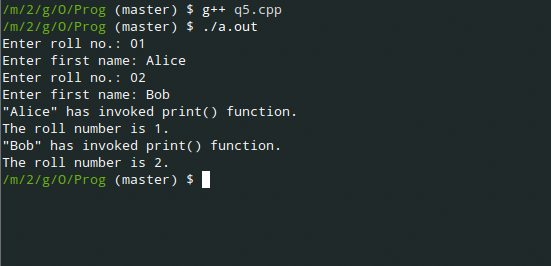 /m/2/g/O/Prog (master) $ g++ q5.cpp
/m/2/g/O/Prog (master) $ ./a.out
Enter roll no.: 01
Enter first name: Alice
Enter roll no.: 02
Enter first name: Bob
"Alice" has invoked print() function.
The roll number is 1.
"Bob" has invoked print() function.
The roll number is 2.
/m/2/g/O/Prog (master) $